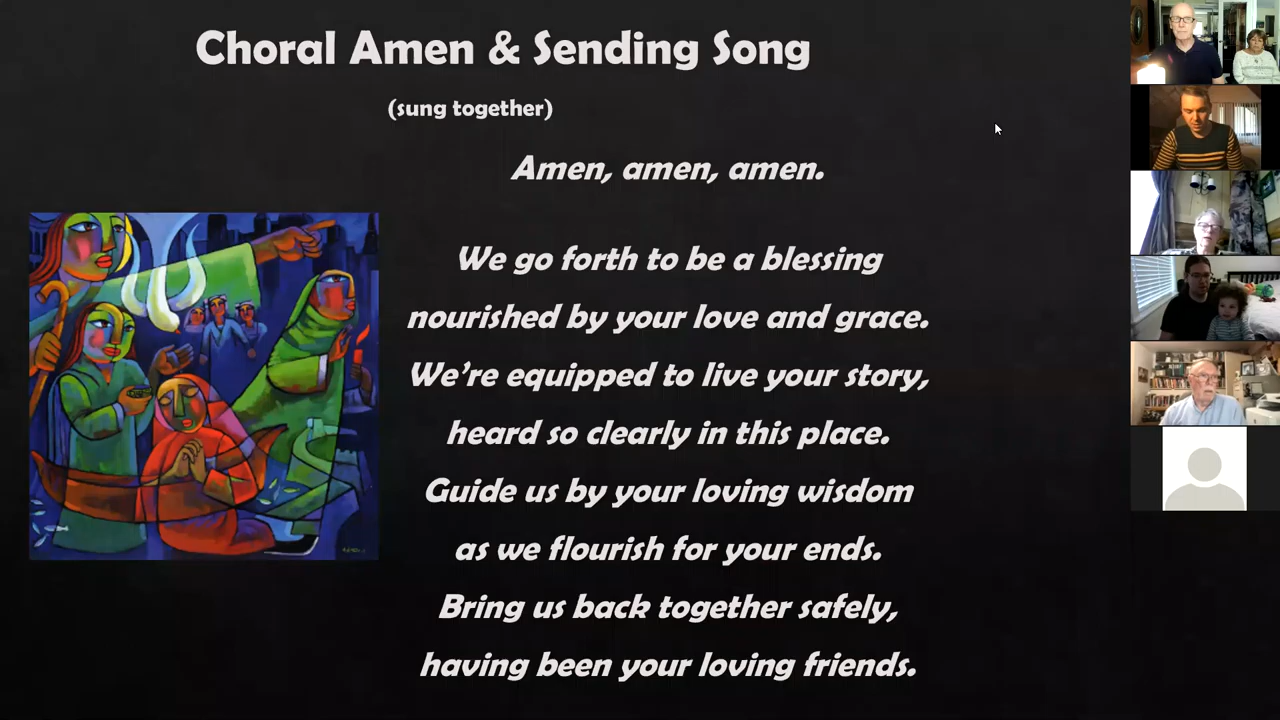 Choral Amen & Sending Song
(sung together)
Amen, amen, amen.
We go forth to be a blessing
nourished by your love and grace.
We're equipped to live your story,
heard so clearly in this place.
Guide us by your loving wisdom
as we flourish for your ends.
Bring us back together safely,
having been your loving friends.